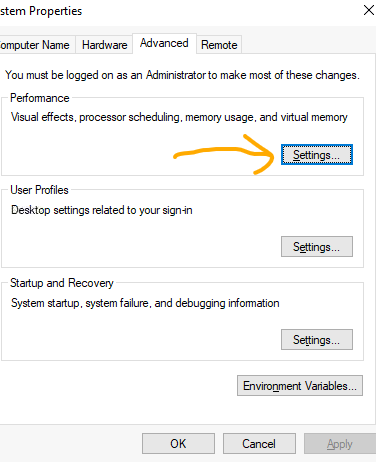 stem Properties
omputer Name
Hardware
Advanced
Remote
You must be logged on as an Administrator to make most of these changes.
Performance
Visual effects, processor scheduling, memory usage, and virtual memory
Settings...
User Profiles
Desktop settings related to your sign-in
Settings...
Startup and Recovery
System startup, system failure, and debugging information
Settings...
Environment Variables...
OK
Cancel
Apply